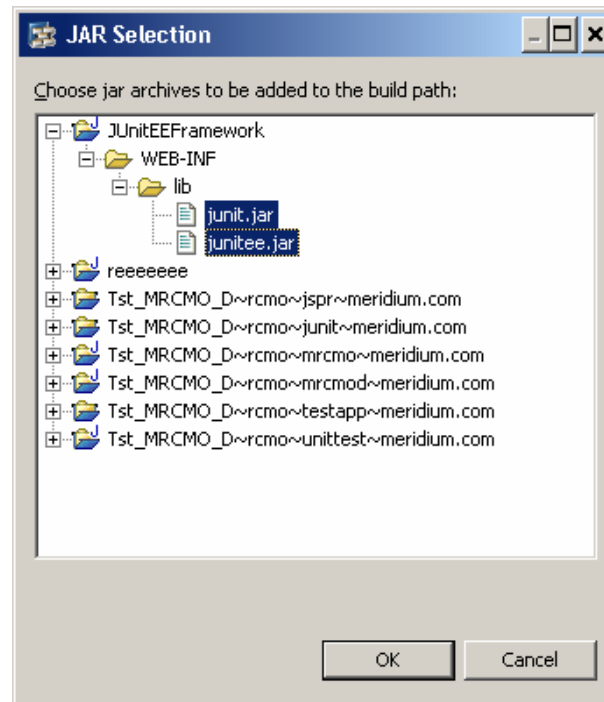 JAR Selection
Choose jar archives to be added to the build path:
JUnitEEFramework
WEB-INF
lib
junit.jar
junitee.jar
reeeeeee
Tst_MRCMO_D~rcmo~jspr~meridium.com
Tst_MRCMO_D~rcmo~junit~meridium.com
Tst_MRCMO_D~rcmo~mrcmo~meridium.com
Tst_MRCMO_D~rcmo~mrcmod~meridium.com
Tst_MRCMO_D~rcmo~testapp~meridium.com
Tst_MRCMO_D~rcmo~unittest~meridium.com
OK Cancel